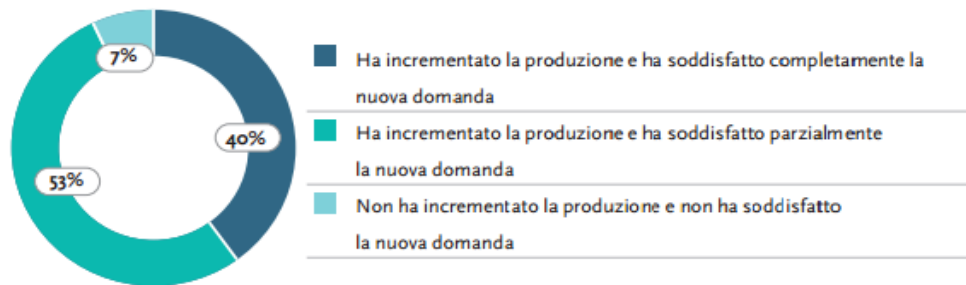 7%
40%
53%
Ha incrementato la produzione e ha soddisfatto completamente la
nuova domanda
Ha incrementato la produzione e ha soddisfatto parzialmente
la nuova domanda
Non ha incrementato la produzione e non ha soddisfatto
la nuova domanda